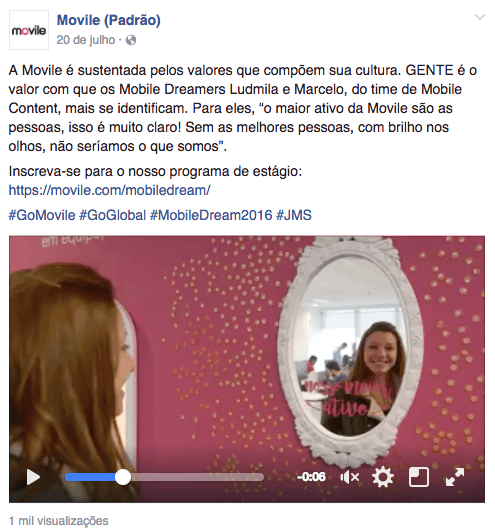 movile
Movile (Padrão)
20 de julho ·
A Movile é sustentada pelos valores que compõem sua cultura. GENTE é o
valor com que os Mobile Dreamers Ludmila e Marcelo, do time de Mobile
Content, mais se identificam. Para eles, “o maior ativo da Movile são as
pessoas, isso é muito claro! Sem as melhores pessoas, com brilho nos
olhos, não seríamos o que somos”.
Inscreva-se para o nosso programa de estágio:
https://movile.com/mobiledream/
#GoMovile #GoGlobal #MobileDream2016 #JMS
em equipe
nosso maior
ativo
-0:06
1 mil visualizações